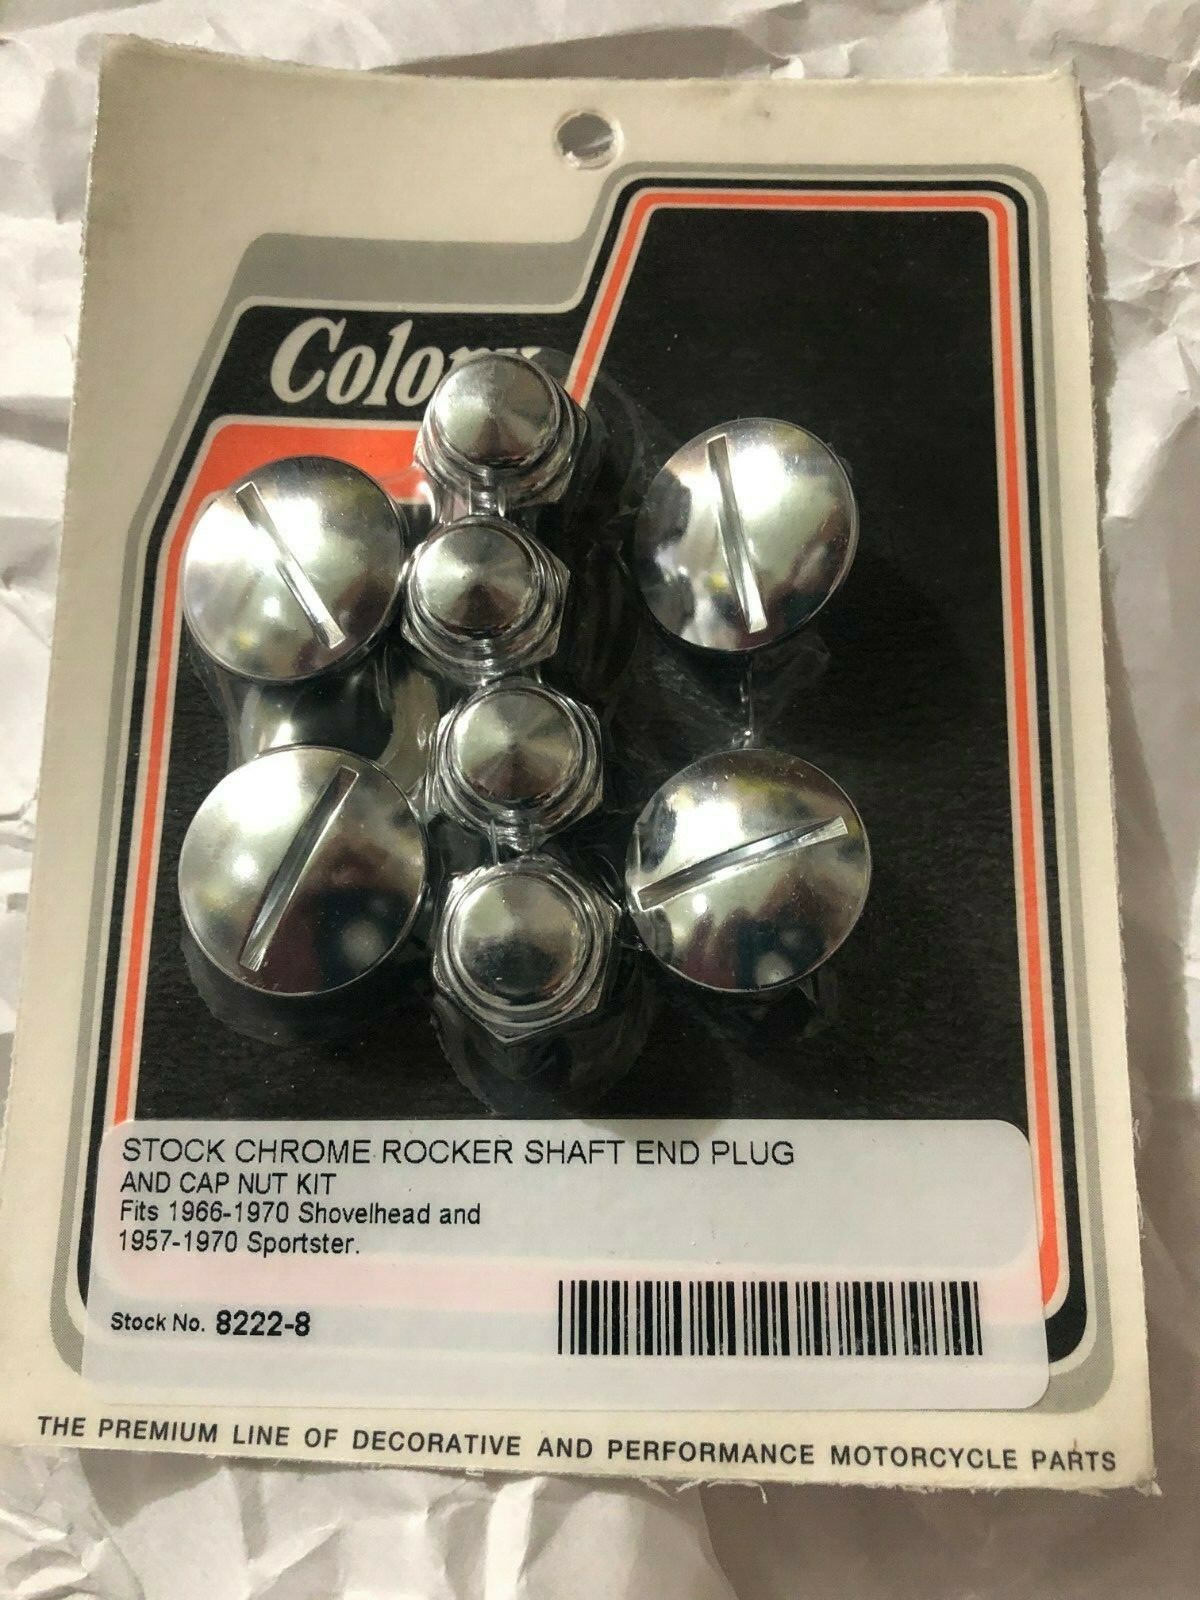 STOCK CHROME ROCKER SHAFT END PLUG
AND CAP NUT KIT
Fits 1966-1970 Shovelhead and
1957-1970 Sportster.
Stock No. 8222-8
THE PREMIUM LINE OF DECORATIVE AND PERFORMANCE MOTORCYCLE PARTS